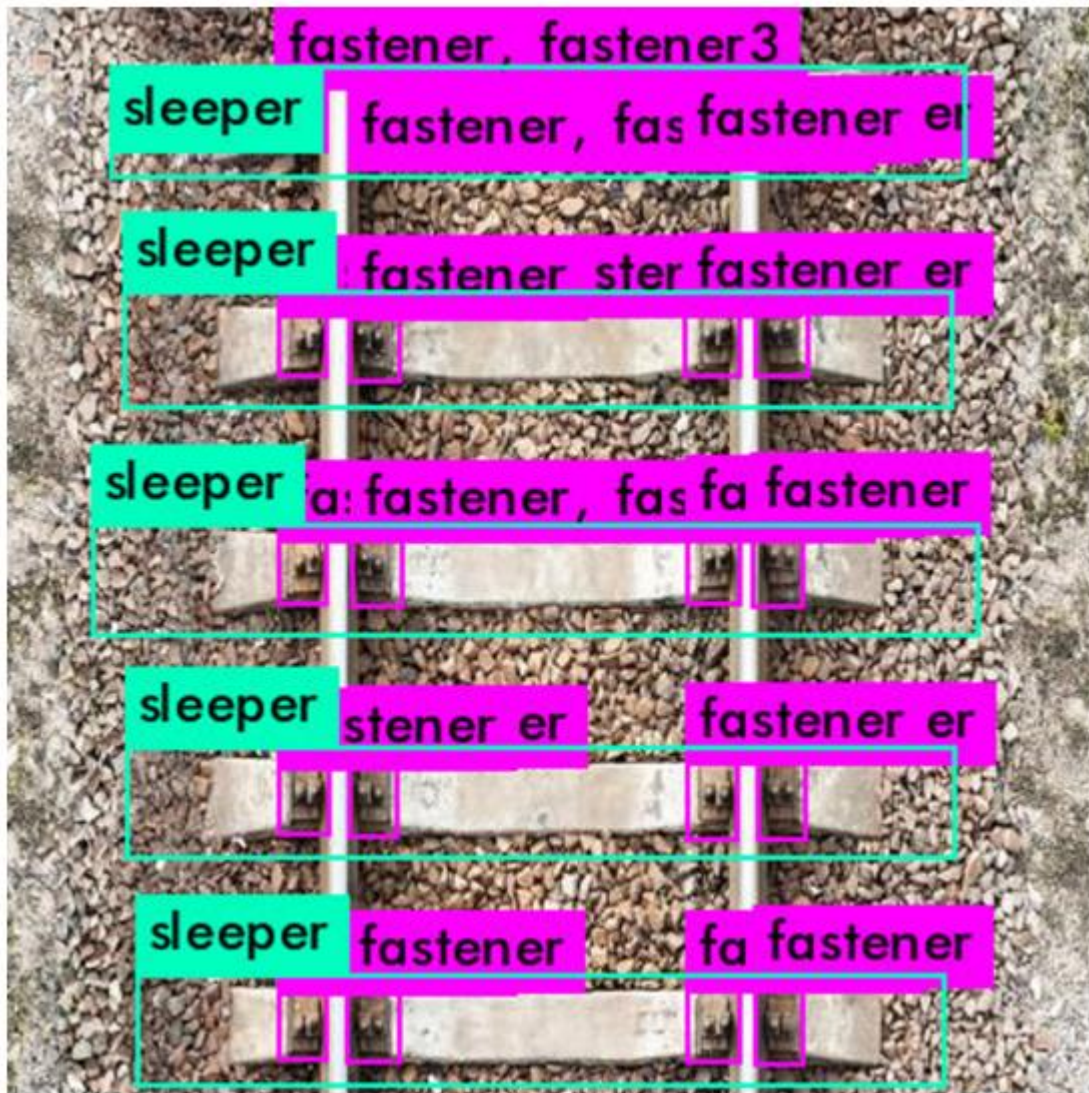 fastener, fastener3
sleeper fastener, fas fastener er
sleeper fastener ster fastener er
sleeper fa: fastener, fas fa fastener
sleeper stener er fastener er
sleeper fastener fa fastener